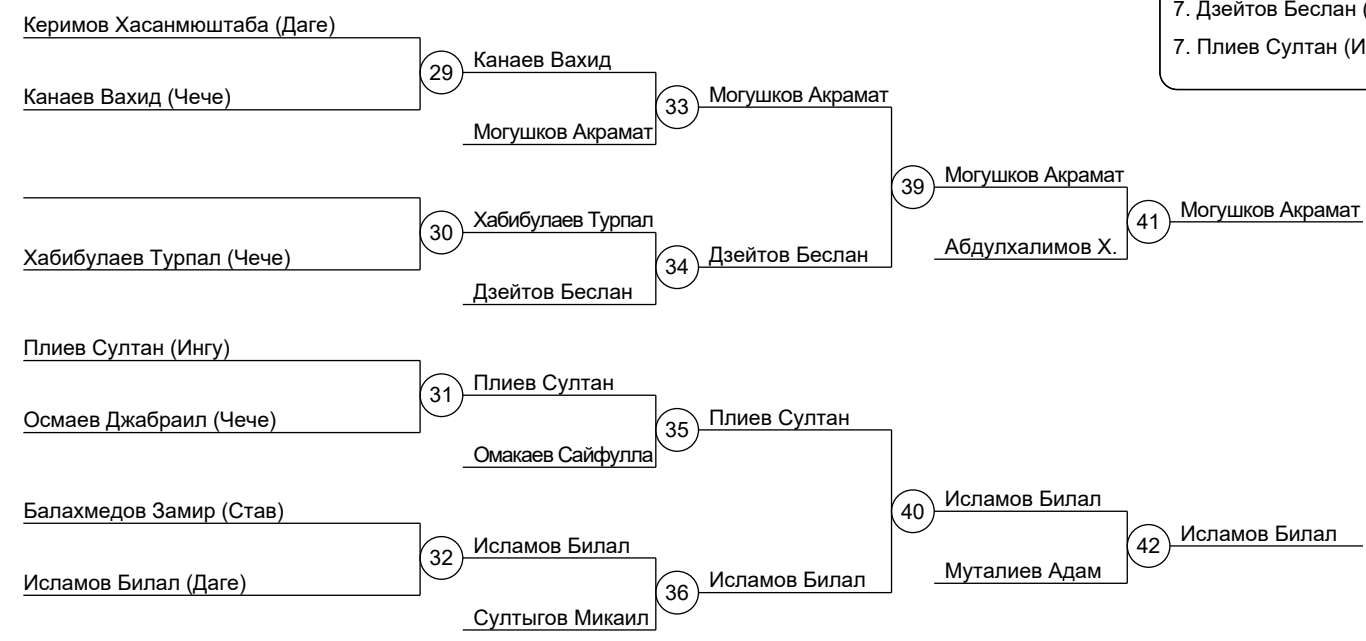 7. Дзейтов Беслан (
7. Плиев Султан (И
Керимов Хасанмюштаба (Даге)
29
Канаев Вахид
Канаев Вахид (Чече)
33
Могушков Акрамат
Могушков Акрамат
39
Могушков Акрамат
30
Хабибулаев Турпал
Хабибулаев Турпал (Чече)
34
Дзейтов Беслан
Дзейтов Беслан
41
Могушков Акрамат
Абдулхалимов Х.
Плиев Султан (Ингу)
31
Плиев Султан
Осмаев Джабраил (Чече)
35
Плиев Султан
Омакаев Сайфулла
40
Исламов Билал
Балахмедов Замир (Став)
32
Исламов Билал
Исламов Билал (Даге)
36
Исламов Билал
Султыгов Микаил
42
Исламов Билал
Муталиев Адам